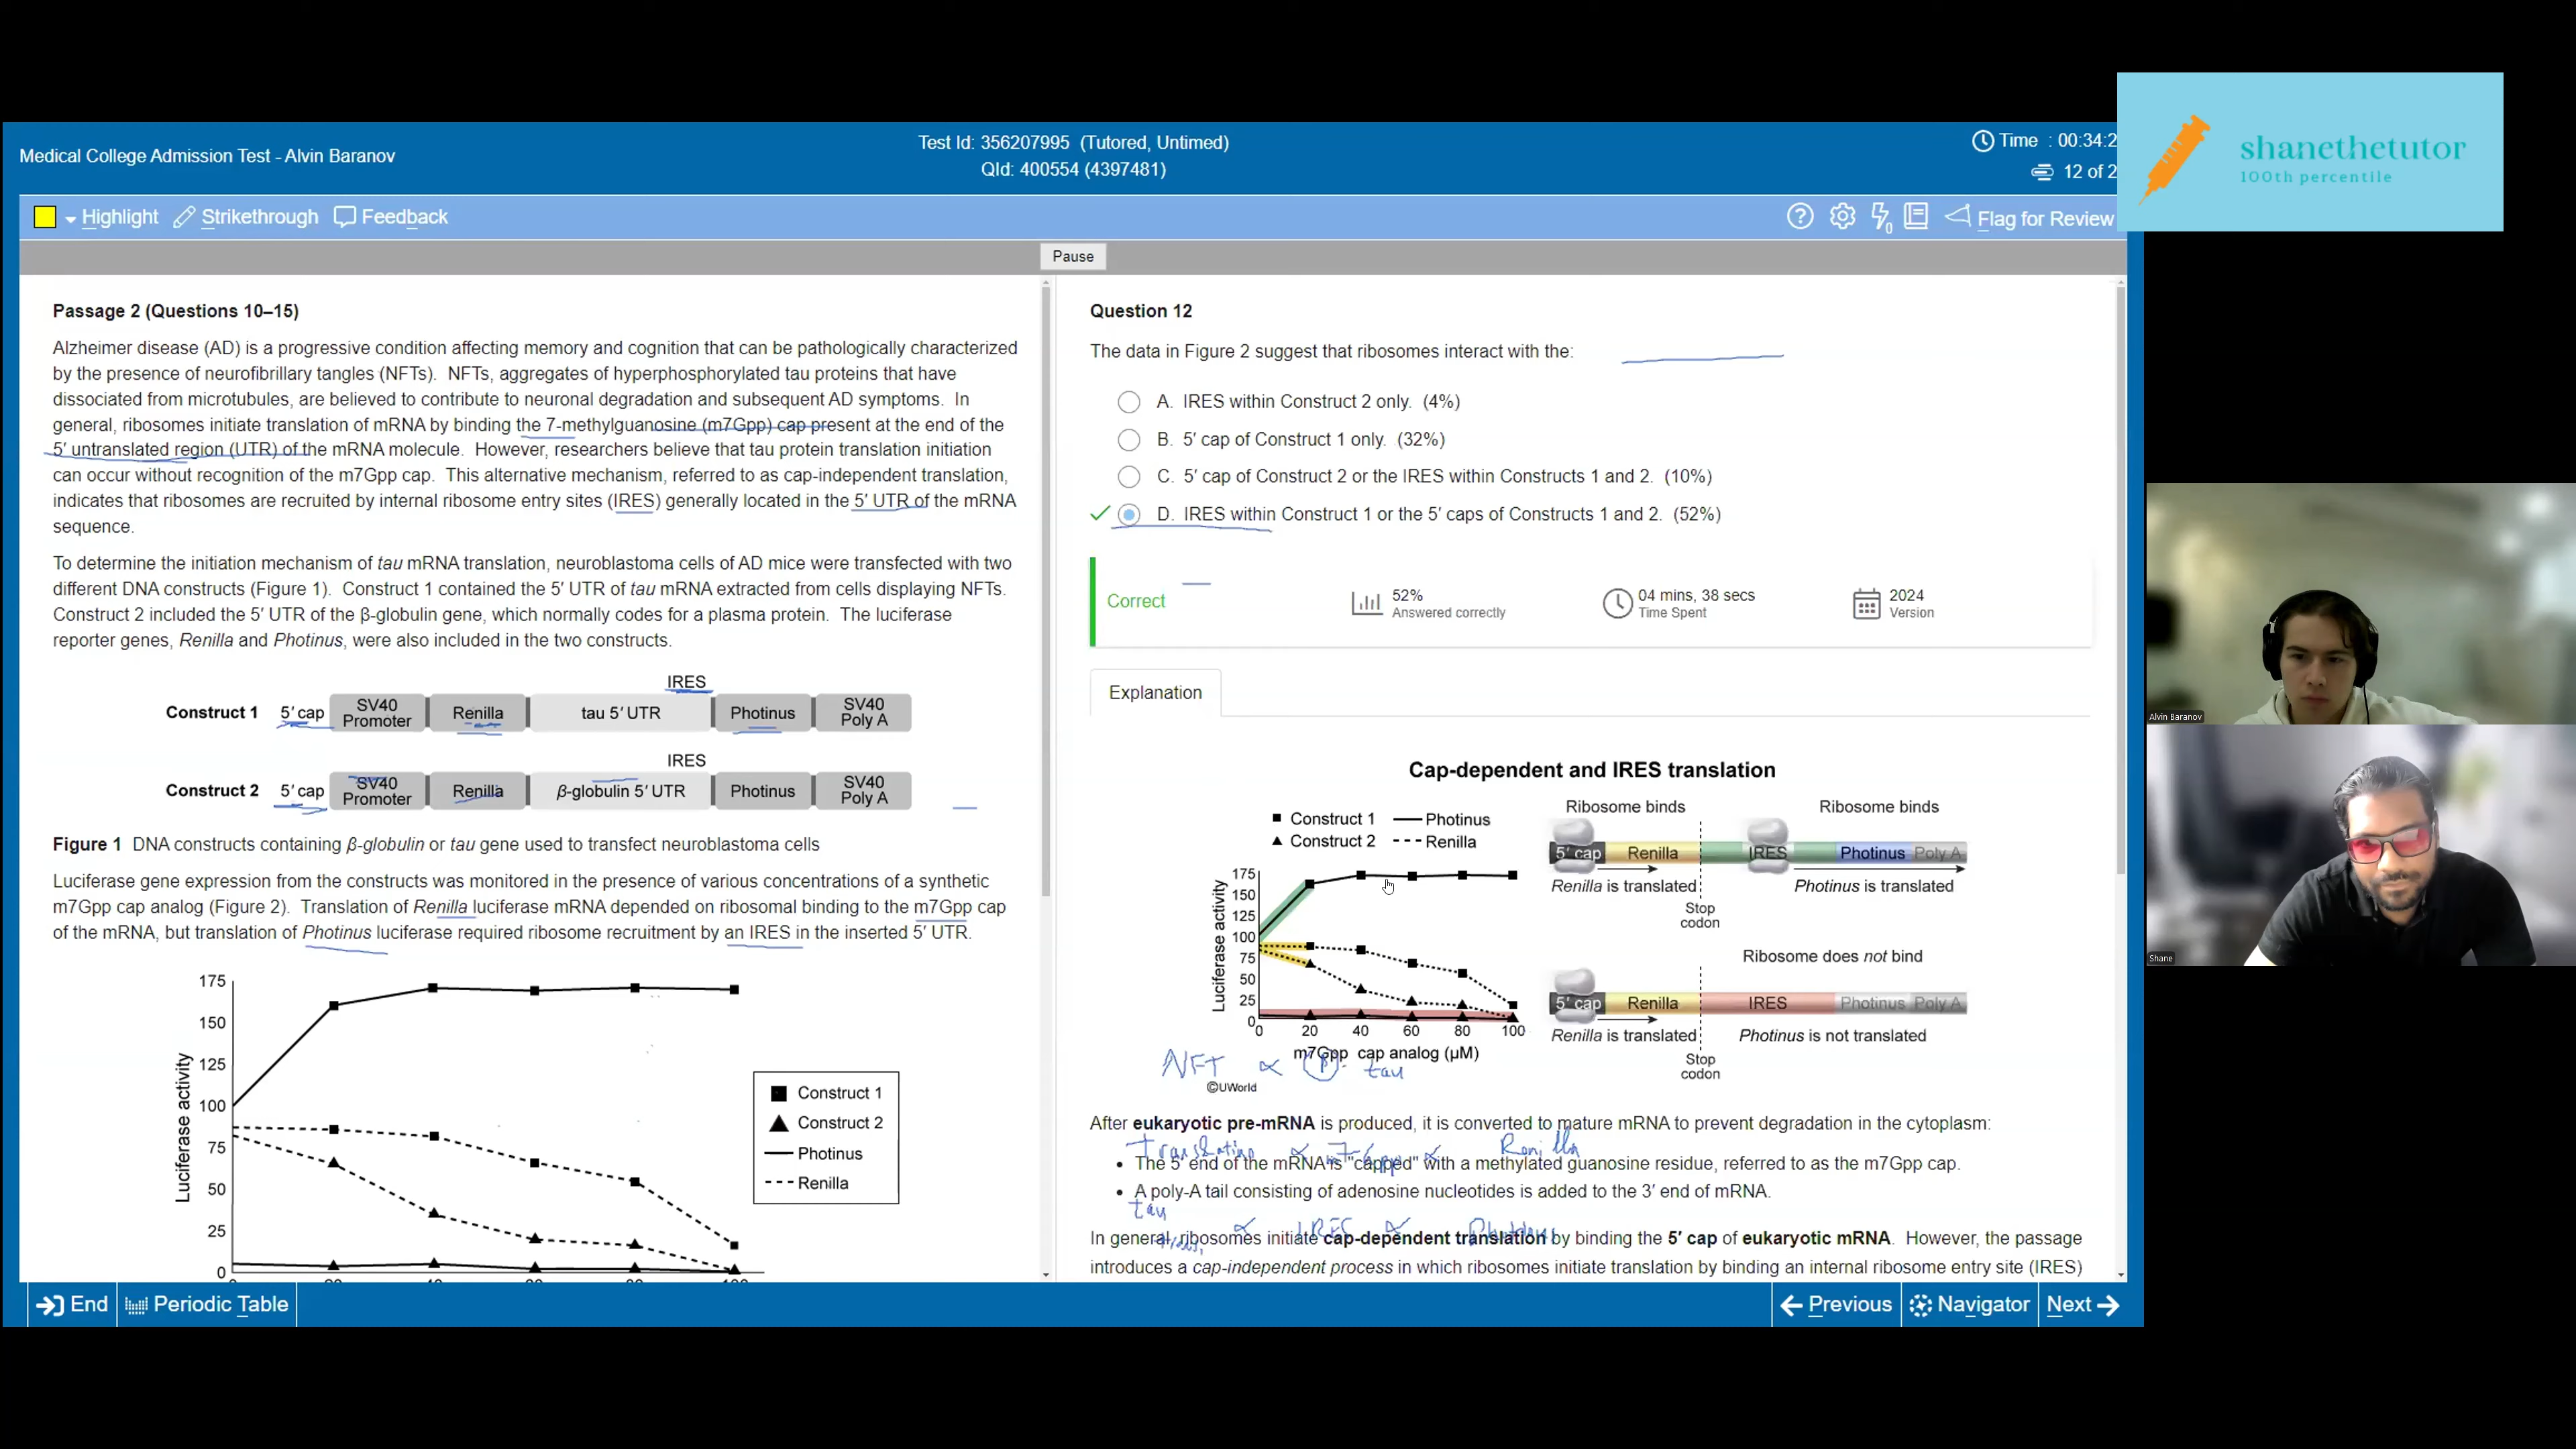 Medical College Admission Test - Alvin Baranov
Test Id: 356207995 (Tutored, Untimed)
QId: 400554 (4397481)
Time : 00:34:2
12 of 2
shanethetutor
100th percentile
Highlight
Strikethrough
Feedback
Flag for Review
Pause
Passage 2 (Questions 10–15)
Alzheimer disease (AD) is a progressive condition affecting memory and cognition that can be pathologically characterized
by the presence of neurofibrillary tangles (NFTs). NFTs, aggregates of hyperphosphorylated tau proteins that have
dissociated from microtubules, are believed to contribute to neuronal degradation and subsequent AD symptoms. In
general, ribosomes initiate translation of mRNA by binding the 7-methylguanosine (m7Gpp) cap present at the end of the
5′ untranslated region (UTR) of the mRNA molecule. However, researchers believe that tau protein translation initiation
can occur without recognition of the m7Gpp cap. This alternative mechanism, referred to as cap-independent translation,
indicates that ribosomes are recruited by internal ribosome entry sites (IRES) generally located in the 5′ UTR of the mRNA
sequence.
To determine the initiation mechanism of tau mRNA translation, neuroblastoma cells of AD mice were transfected with two
different DNA constructs (Figure 1). Construct 1 contained the 5′ UTR of tau mRNA extracted from cells displaying NFTs.
Construct 2 included the 5′ UTR of the β-globulin gene, which normally codes for a plasma protein. The luciferase
reporter genes, Renilla and Photinus, were also included in the two constructs.
IRES
Construct 1 5′ cap SV40 Promoter Renilla tau 5′ UTR Photinus SV40 Poly A
IRES
Construct 2 5′ cap SV40 Promoter Renilla β-globulin 5′ UTR Photinus SV40 Poly A
Figure 1 DNA constructs containing β-globulin or tau gene used to transfect neuroblastoma cells
Luciferase gene expression from the constructs was monitored in the presence of various concentrations of a synthetic
m7Gpp cap analog (Figure 2). Translation of Renilla luciferase mRNA depended on ribosomal binding to the m7Gpp cap
of the mRNA, but translation of Photinus luciferase required ribosome recruitment by an IRES in the inserted 5′ UTR.
Luciferase activity
175
150
125
100
75
50
25
0
Construct 1
Construct 2
Photinus
Renilla
Question 12
The data in Figure 2 suggest that ribosomes interact with the:
A. IRES within Construct 2 only. (4%)
B. 5′ cap of Construct 1 only. (32%)
C. 5′ cap of Construct 2 or the IRES within Constructs 1 and 2. (10%)
D. IRES within Construct 1 or the 5′ caps of Constructs 1 and 2. (52%)
Correct
52%
Answered correctly
04 mins, 38 secs
Time Spent
2024
Version
Explanation
Cap-dependent and IRES translation
Construct 1 Photinus
Construct 2 Renilla
Luciferase activity
175
150
125
100
75
50
25
0
0 20 40 60 80 100
m7Gpp cap analog (μM)
©UWorld
Ribosome binds Ribosome binds
5′ cap Renilla IRES Photinus Poly A
Renilla is translated Photinus is translated
Stop
codon
Ribosome does not bind
5′ cap Renilla IRES Photinus Poly A
Renilla is translated Photinus is not translated
Stop
codon
NFT ∝ P tau
After eukaryotic pre-mRNA is produced, it is converted to mature mRNA to prevent degradation in the cytoplasm:
Translation ∝ ∝ Renilla
The 5′ end of the mRNA is "capped" with a methylated guanosine residue, referred to as the m7Gpp cap.
A poly-A tail consisting of adenosine nucleotides is added to the 3′ end of mRNA.
tau
∝ IRES ∝ Photinus
In general, ribosomes initiate cap-dependent translation by binding the 5′ cap of eukaryotic mRNA. However, the passage
introduces a cap-independent process in which ribosomes initiate translation by binding an internal ribosome entry site (IRES)
End
Periodic Table
Previous
Navigator
Next
Alvin Baranov
Shane